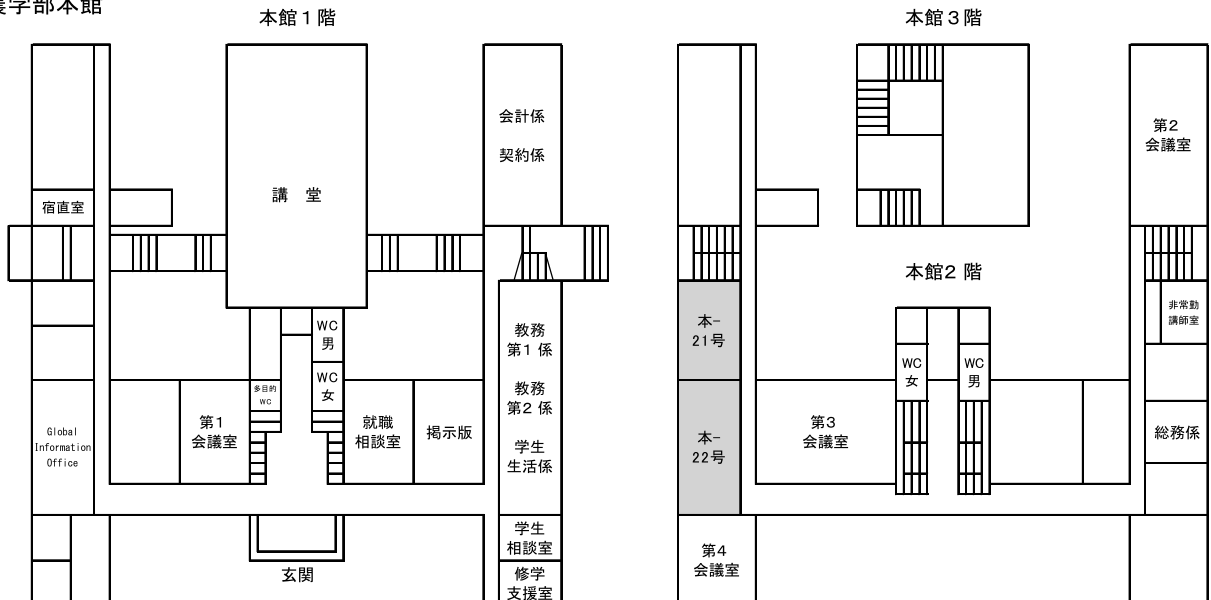 農学部本館
本館1階
会計係
契約係
講 堂
宿直室
WC
男
WC
女
多目的
WC
第1
会議室
就職
相談室
掲示版
Global
Information
Office
教務
第1係
教務
第2係
学生
生活係
学生
相談室
修学
支援室
玄関
本館3階
第2
会議室
本館2階
本-
21号
非常勤
講師室
WC
女
WC
男
本-
22号
第3
会議室
総務係
第4
会議室